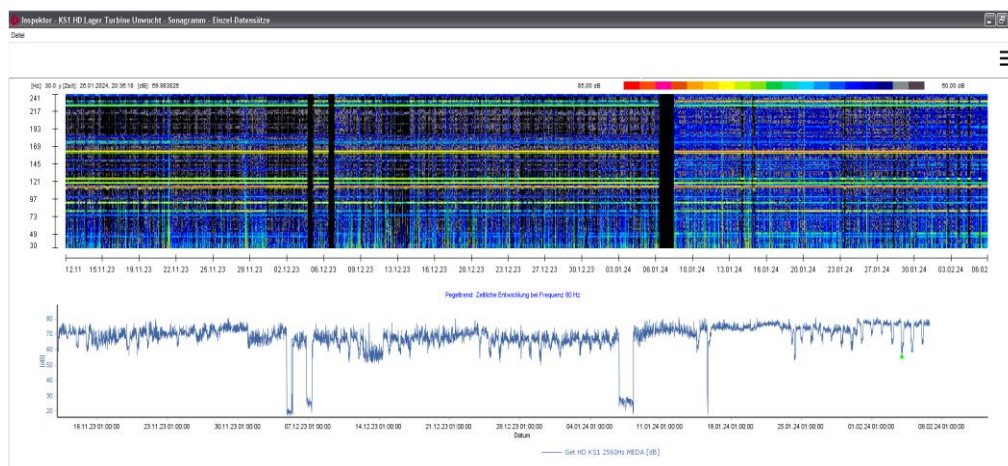 Inspektor - KS1 HD Lager Turbine Unwucht - Sonagramm - Einzel-Datensätze
Datei
[Hz]: 30.0 y [Zeit]: 26.01.2024, 20:36:18 [dB]: 69.863826
85,00 dB
60,00 dB
241
217
193
169
145
121
97
73
49
30
12.11 15.11.23 19.11.23 22.11.23 25.11.23 28.11.23 02.12.23 06.12.23 09.12.23 13.12.23 16.12.23 20.12.23 23.12.23 27.12.23 30.12.23 03.01.24 06.01.24 10.01.24 13.01.24 16.01.24 20.01.24 23.01.24 27.01.24 30.01.24 03.02.24 06.02
Pegeltrend: Zeitliche Entwicklung bei Frequenz 80 Hz
80
70
60
50
40
30
20
[dB]
16.11.23 01:00:00 23.11.23 01:00:00 30.11.23 01:00:00 07.12.23 01:00:00 14.12.23 01:00:00 21.12.23 01:00:00 28.12.23 01:00:00 04.01.24 01:00:00 11.01.24 01:00:00 18.01.24 01:00:00 25.01.24 01:00:00 01.02.24 01:00:00 08.02.24 01:00:00
Datum
Get HD KS1 2560Hz MEDA [dB]